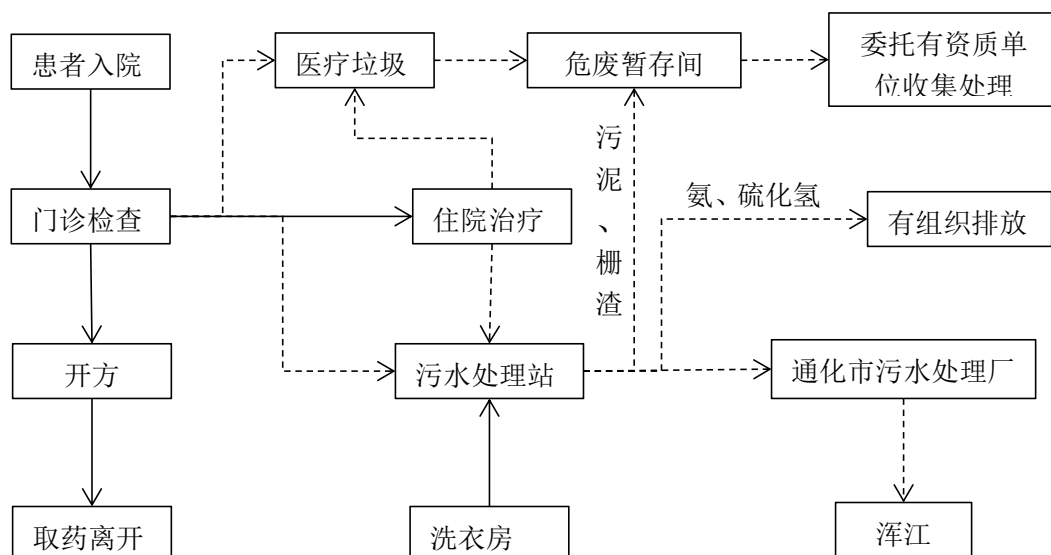 患者入院
医疗垃圾
危废暂存间
委托有资质单
位收集处理
污泥、栅渣
氨、硫化氢
门诊检查
住院治疗
有组织排放
开方
污水处理站
通化市污水处理厂
取药离开
洗衣房
浑江